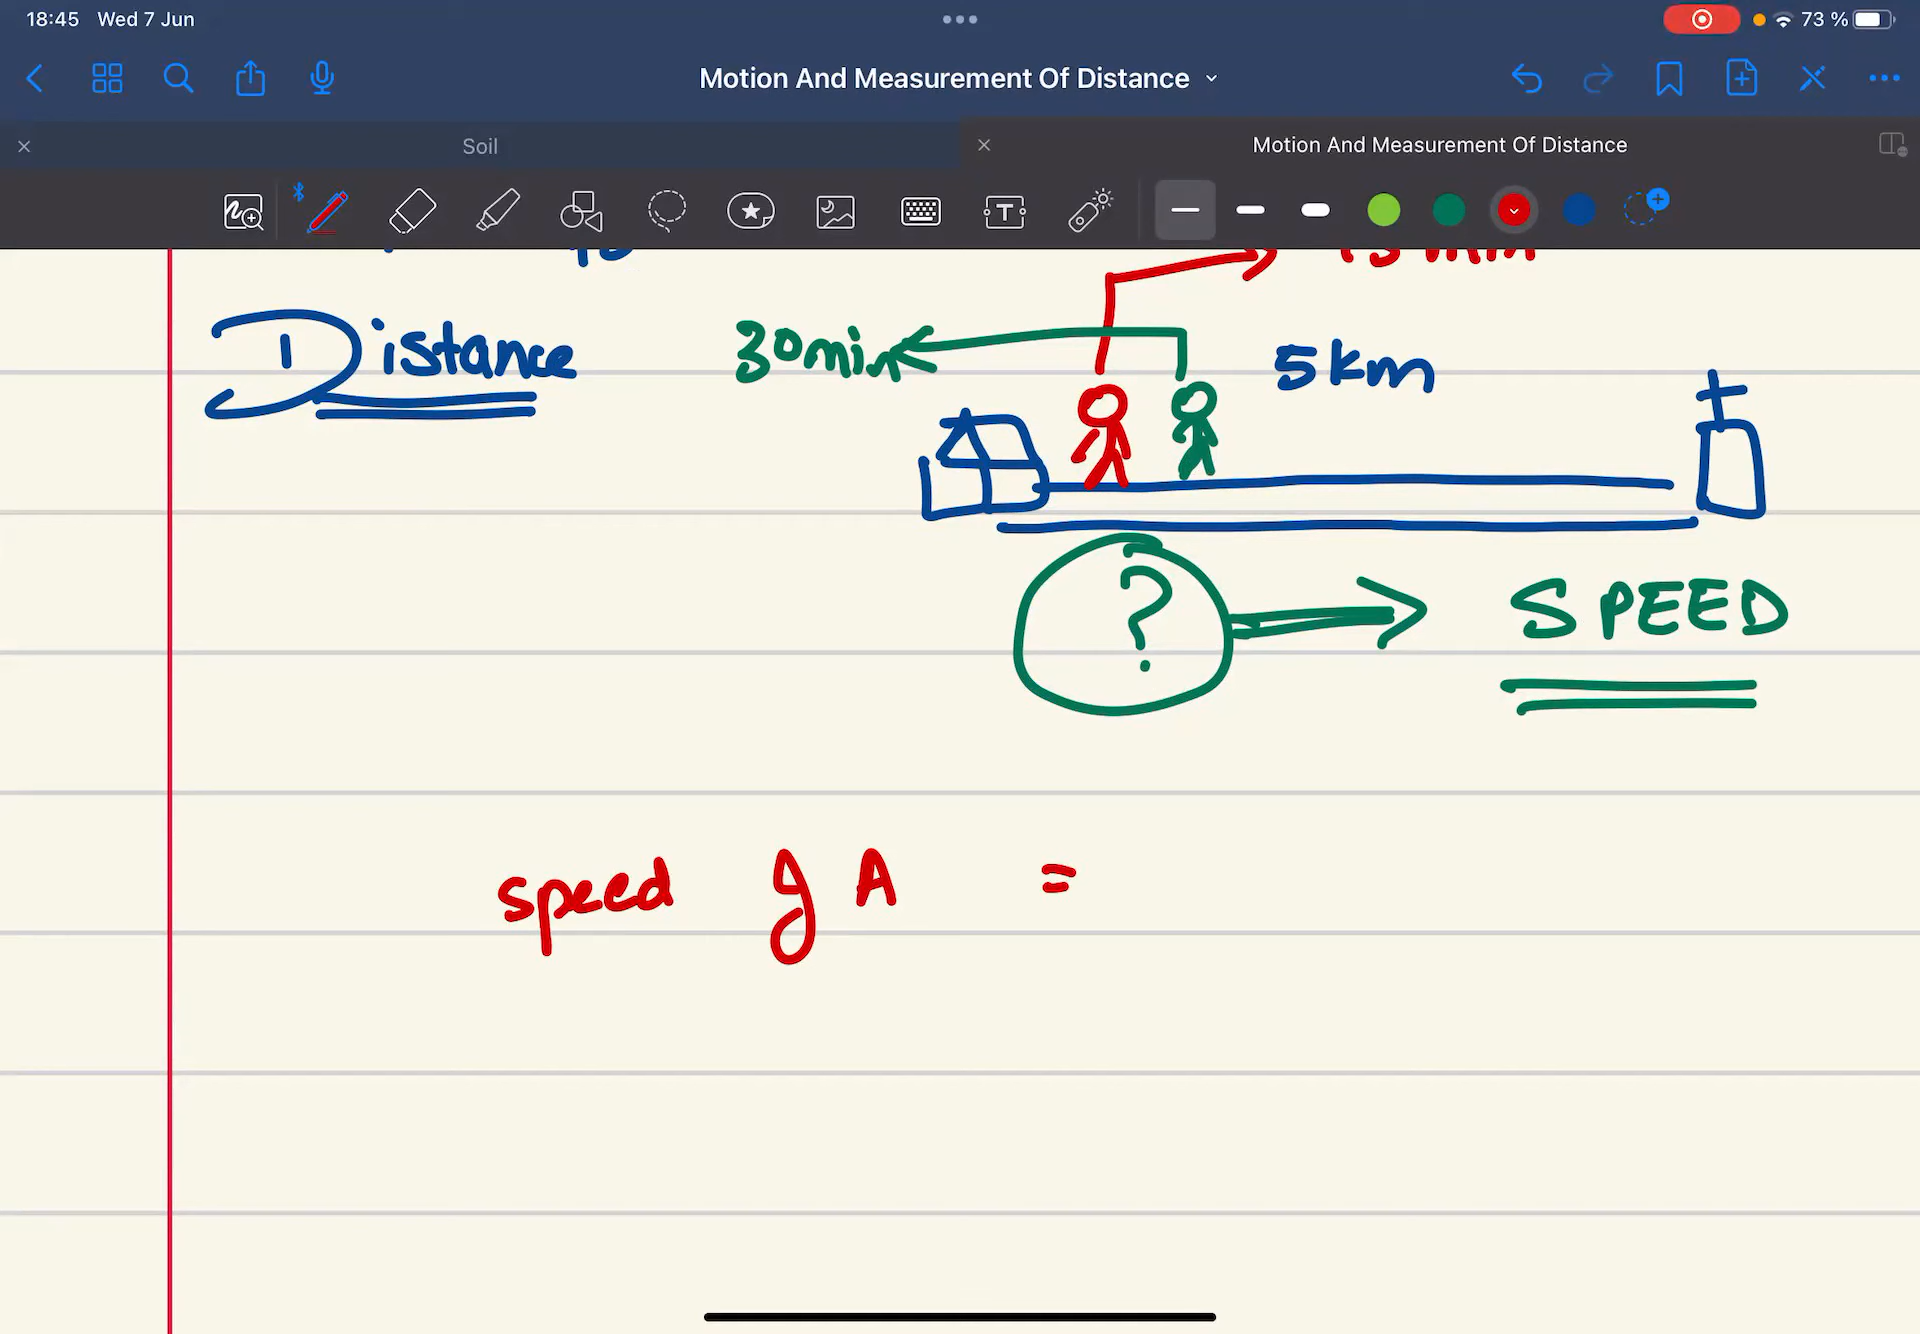 18:45 Wed 7 Jun
73 %
Motion And Measurement Of Distance
Soil
Motion And Measurement Of Distance
T
Distance
30min
5km
?
SPEED
speed of A =